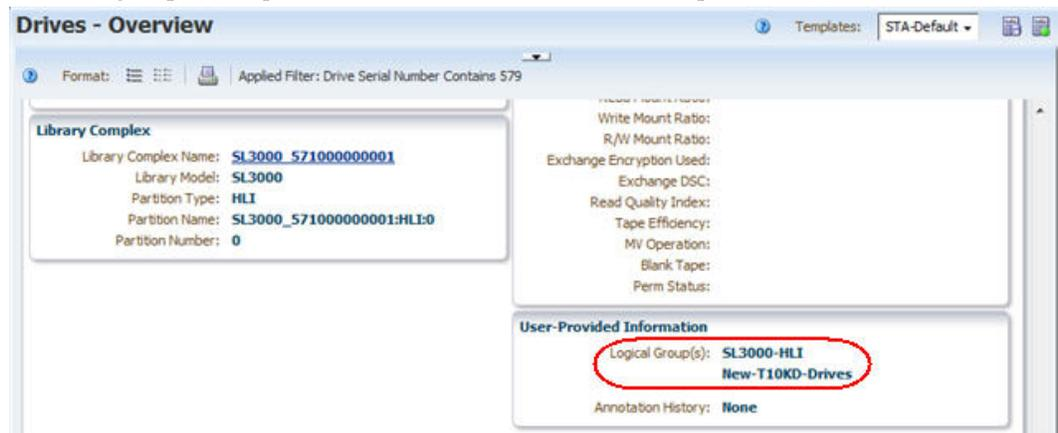 Drives - Overview
Templates: STA-Default
Format: Applied Filter: Drive Serial Number Contains 579
Library Complex
Library Complex Name: SL3000_571000000001
Library Model: SL3000
Partition Type: HLI
Partition Name: SL3000_571000000001:HLI:0
Partition Number: 0
Write Mount Ratio:
R/W Mount Ratio:
Exchange Encryption Used:
Exchange DSC:
Read Quality Index:
Tape Efficiency:
MV Operation:
Blank Tape:
Perm Status:
User-Provided Information
Logical Group(s): SL3000-HLI
New-T10KD-Drives
Annotation History: None